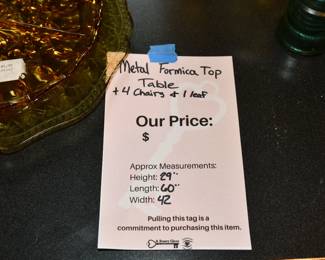 Metal Formica Top
Table
+ 4 Chairs & 1 leaf
Our Price:
$
Approx Measurements:
Height: 29"
Length: 60"
Width: 42
Pulling this tag is a
commitment to purchasing this item.